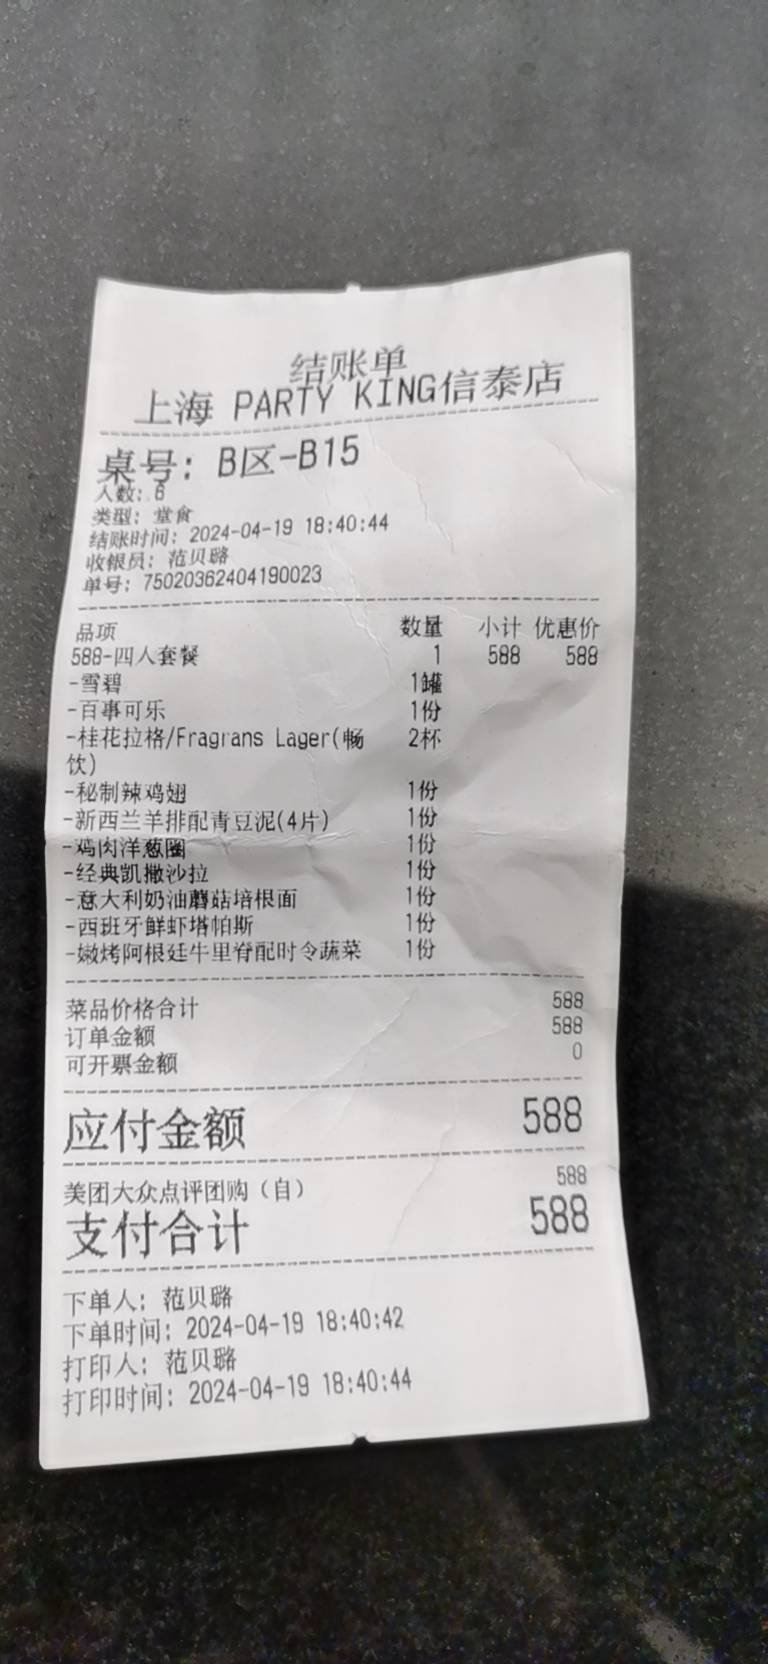 结账单
上海 PARTY KING信泰店
桌号: B区-B15
人数: 6
类型: 堂食
结账时间: 2024-04-19 18:40:44
收银员: 范贝璐
单号: 75020362404190023
品项 数量 小计 优惠价
588-四人套餐 1 588 588
-雪碧 1罐
-百事可乐 1份
-桂花拉格/Fragrans Lager(畅 2杯
饮)
-秘制辣鸡翅 1份
-新西兰羊排配青豆泥(4片) 1份
-鸡肉洋葱圈 1份
-经典凯撒沙拉 1份
-意大利奶油蘑菇培根面 1份
-西班牙鲜虾塔帕斯 1份
-嫩烤阿根廷牛里脊配时令蔬菜 1份
菜品价格合计 588
订单金额 588
可开票金额 0
应付金额 588
美团大众点评团购（自） 588
支付合计 588
下单人: 范贝璐
下单时间: 2024-04-19 18:40:42
打印人: 范贝璐
打印时间: 2024-04-19 18:40:44